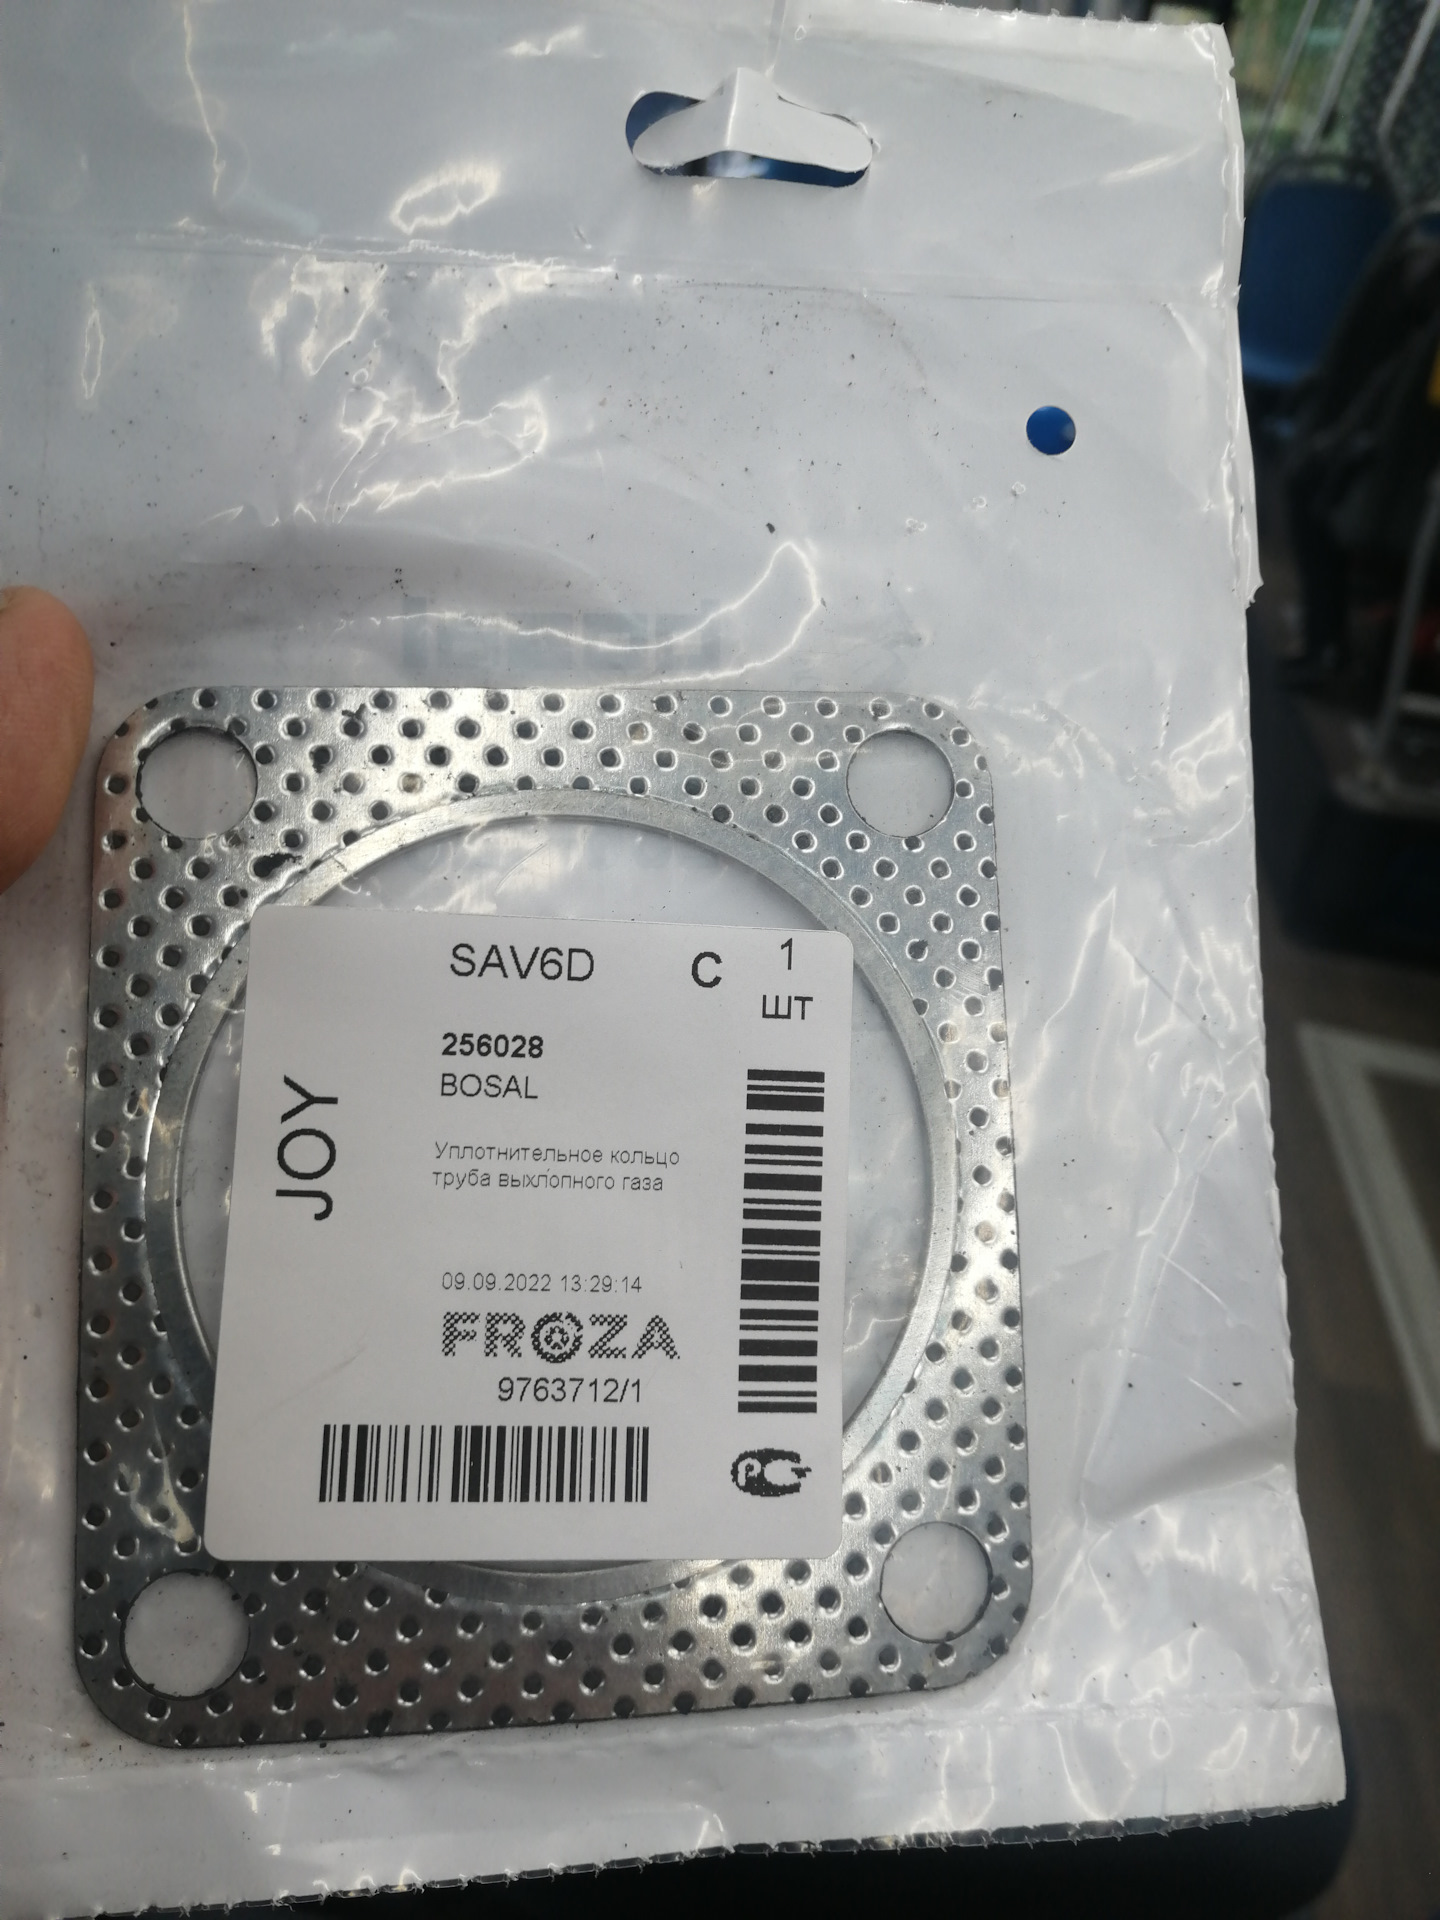 SAV6D
C
1
шт
256028
BOSAL
JOY
Уплотнительное кольцо
труба выхлопного газа
09.09.2022 13:29:14
FROZA
9763712/1